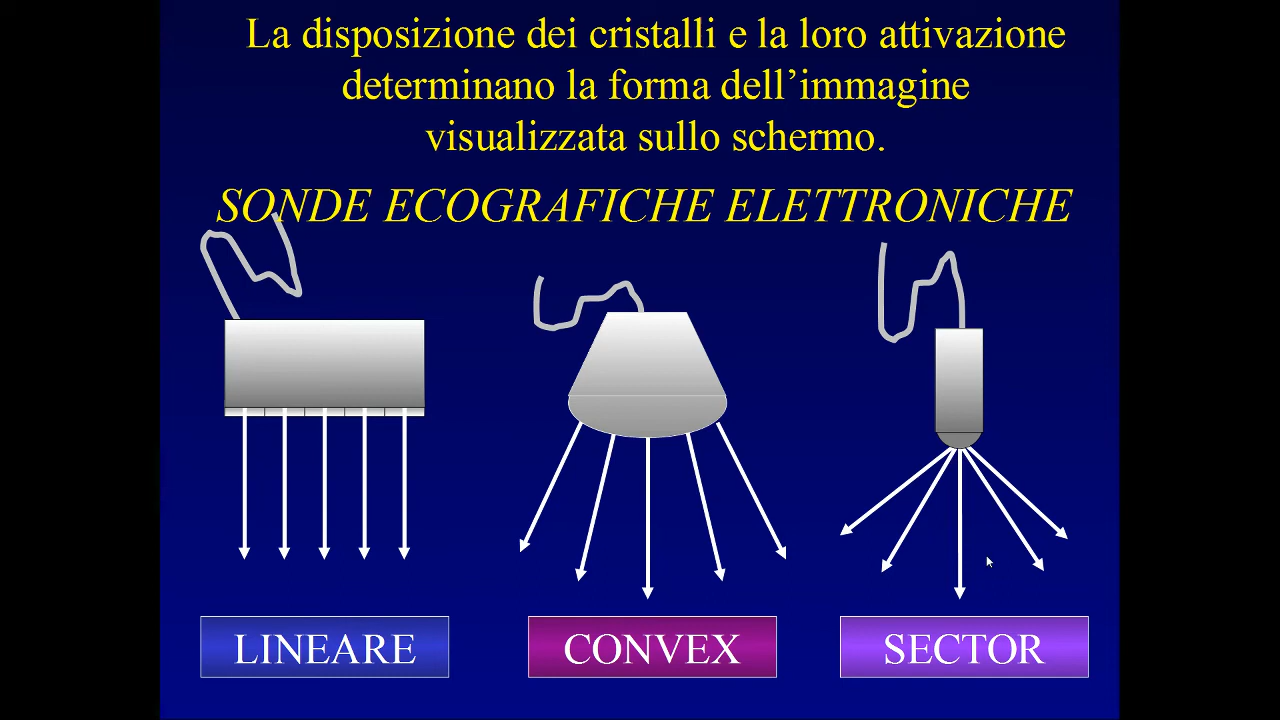 La disposizione dei cristalli e la loro attivazione
determinano la forma dell’immagine
visualizzata sullo schermo.
SONDE ECOGRAFICHE ELETTRONICHE
LINEARE
CONVEX
SECTOR